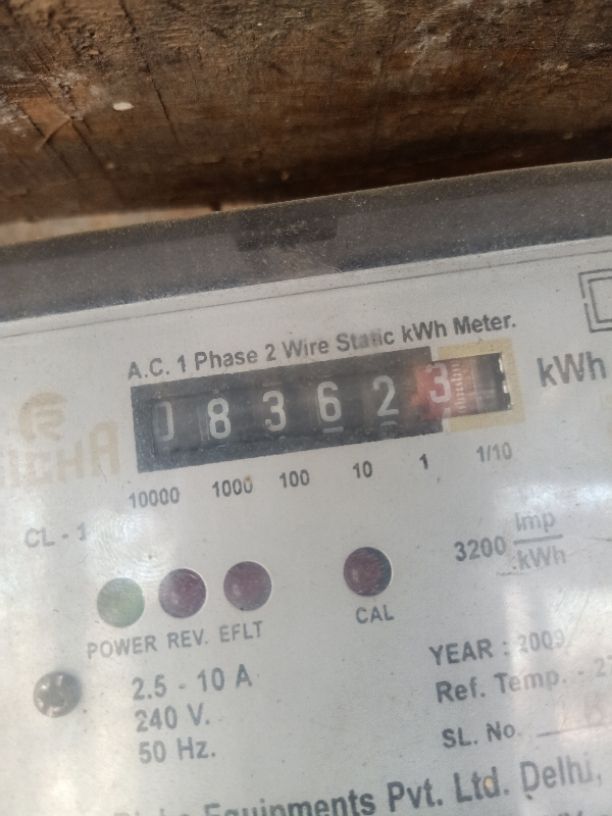 A.C. 1 Phase 2 Wire Static kWh Meter.
0 8 3 6 2 3 kWh
10000 1000 100 10 1 1/10
CL - 1
3200 Imp
kWh
POWER REV. EFLT CAL
2.5 - 10 A
240 V.
50 Hz.
YEAR : 2009
Ref. Temp. -
SL. No.
Equipments Pvt. Ltd. Delhi,